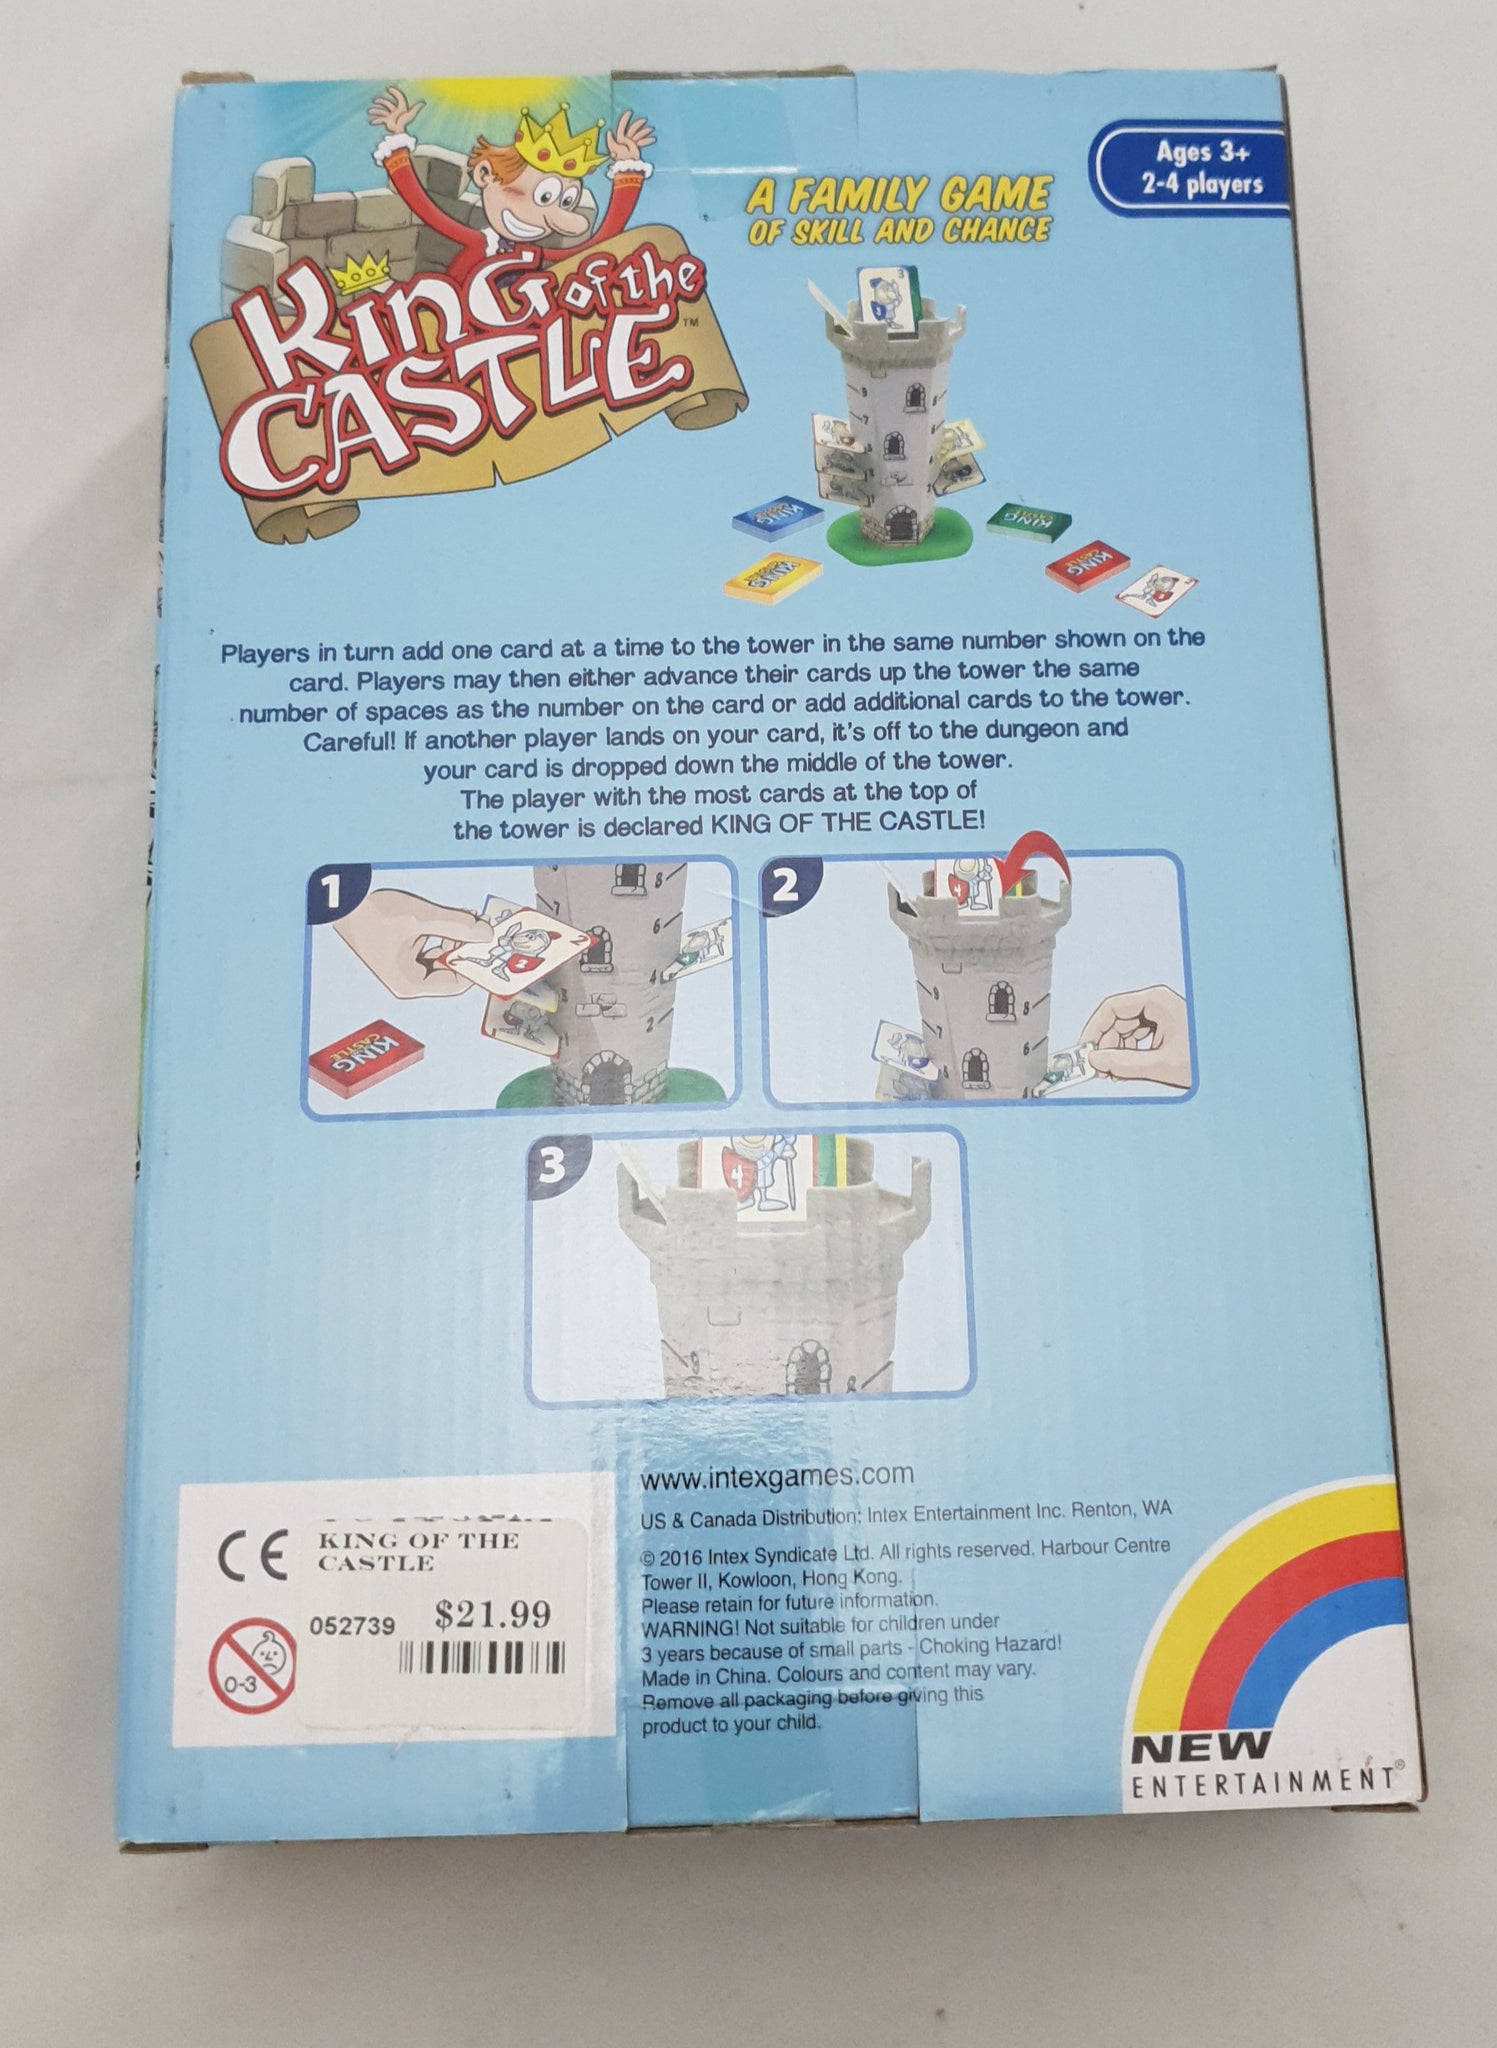 KING of the
CASTLE™
A FAMILY GAME
OF SKILL AND CHANCE
Ages 3+
2-4 players
Players in turn add one card at a time to the tower in the same number shown on the
card. Players may then either advance their cards up the tower the same
number of spaces as the number on the card or add additional cards to the tower.
Careful! If another player lands on your card, it's off to the dungeon and
your card is dropped down the middle of the tower.
The player with the most cards at the top of
the tower is declared KING OF THE CASTLE!
1
2
3
www.intexgames.com
US & Canada Distribution: Intex Entertainment Inc. Renton, WA
© 2016 Intex Syndicate Ltd. All rights reserved. Harbour Centre
Tower II, Kowloon, Hong Kong.
Please retain for future information.
WARNING! Not suitable for children under
3 years because of small parts - Choking Hazard!
Made in China. Colours and content may vary.
Remove all packaging before giving this
product to your child.
CE
0-3
KING OF THE
CASTLE
052739 $21.99
NEW
ENTERTAINMENT®